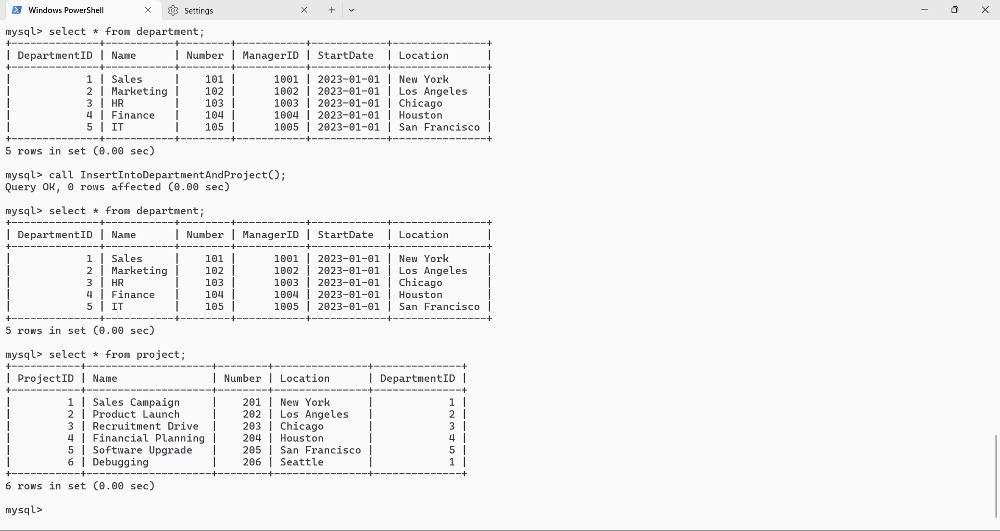 Windows PowerShell
Settings
mysql> select * from department;
+--------------+-----------+--------+-----------+------------+---------------+
| DepartmentID | Name      | Number | ManagerID | StartDate  | Location      |
+--------------+-----------+--------+-----------+------------+---------------+
|            1 | Sales     |    101 |      1001 | 2023-01-01 | New York      |
|            2 | Marketing |    102 |      1002 | 2023-01-01 | Los Angeles   |
|            3 | HR        |    103 |      1003 | 2023-01-01 | Chicago       |
|            4 | Finance   |    104 |      1004 | 2023-01-01 | Houston       |
|            5 | IT        |    105 |      1005 | 2023-01-01 | San Francisco |
+--------------+-----------+--------+-----------+------------+---------------+
5 rows in set (0.00 sec)
mysql> call InsertIntoDepartmentAndProject();
Query OK, 0 rows affected (0.00 sec)
mysql> select * from department;
+--------------+-----------+--------+-----------+------------+---------------+
| DepartmentID | Name      | Number | ManagerID | StartDate  | Location      |
+--------------+-----------+--------+-----------+------------+---------------+
|            1 | Sales     |    101 |      1001 | 2023-01-01 | New York      |
|            2 | Marketing |    102 |      1002 | 2023-01-01 | Los Angeles   |
|            3 | HR        |    103 |      1003 | 2023-01-01 | Chicago       |
|            4 | Finance   |    104 |      1004 | 2023-01-01 | Houston       |
|            5 | IT        |    105 |      1005 | 2023-01-01 | San Francisco |
+--------------+-----------+--------+-----------+------------+---------------+
5 rows in set (0.00 sec)
mysql> select * from project;
+-----------+--------------------+--------+---------------+--------------+
| ProjectID | Name               | Number | Location      | DepartmentID |
+-----------+--------------------+--------+---------------+--------------+
|         1 | Sales Campaign     |    201 | New York      |            1 |
|         2 | Product Launch     |    202 | Los Angeles   |            2 |
|         3 | Recruitment Drive  |    203 | Chicago       |            3 |
|         4 | Financial Planning |    204 | Houston       |            4 |
|         5 | Software Upgrade   |    205 | San Francisco |            5 |
|         6 | Debugging          |    206 | Seattle       |            1 |
+-----------+--------------------+--------+---------------+--------------+
6 rows in set (0.00 sec)
mysql>